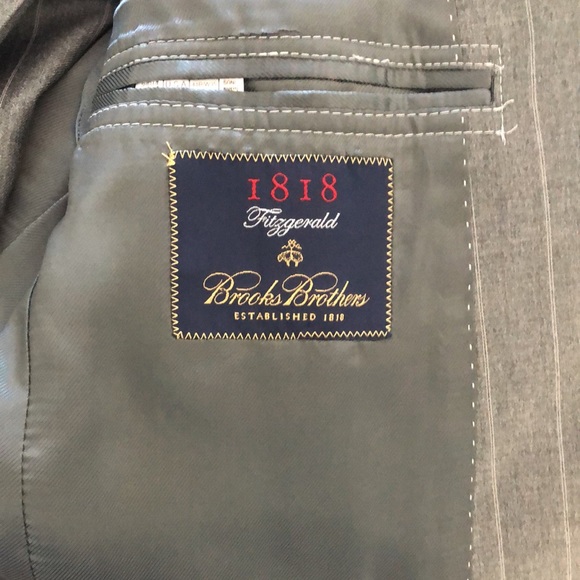 1818
Fitzgerald
Brooks Brothers
ESTABLISHED 1818